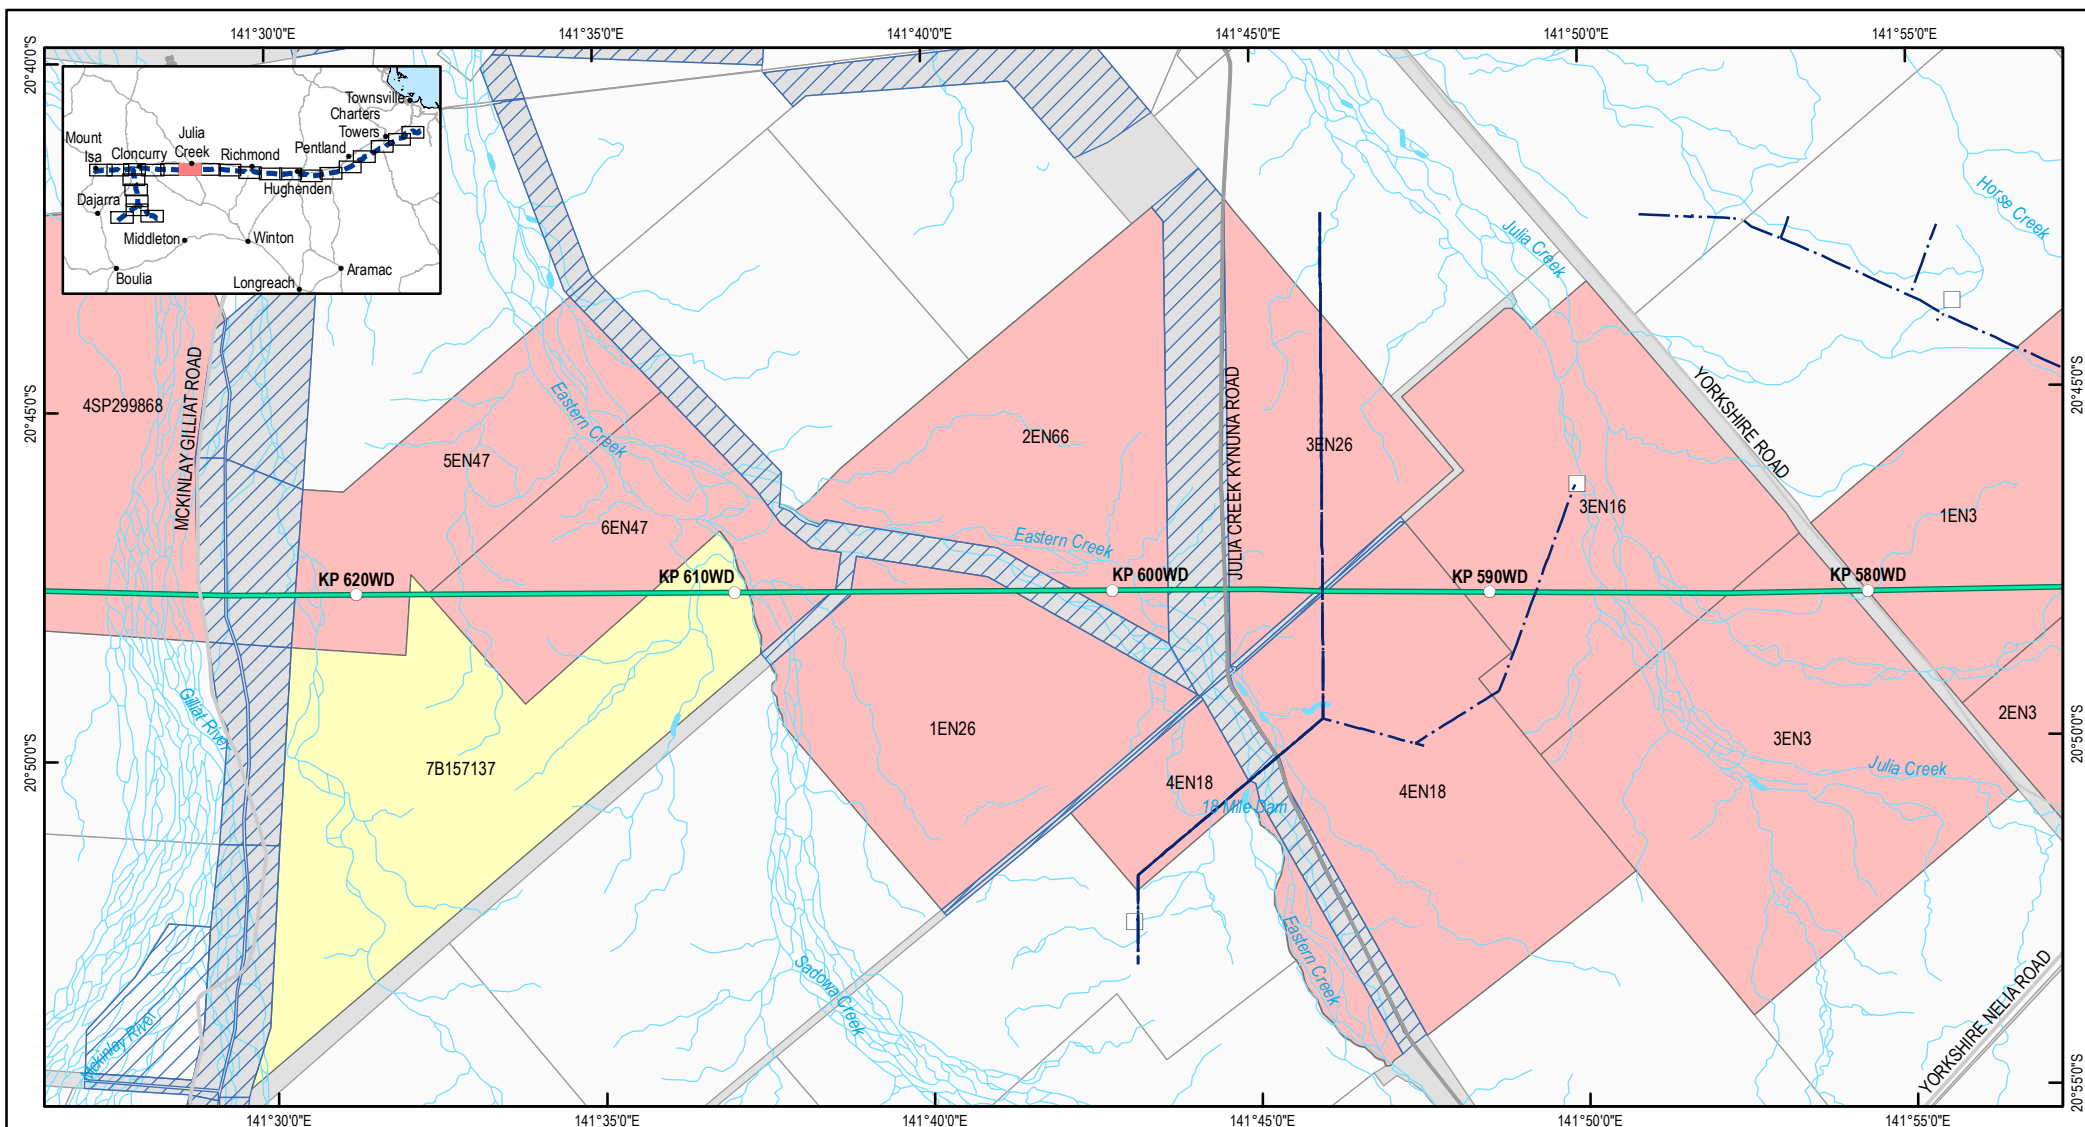 141°30'0"E
141°35'0"E
141°40'0"E
141°45'0"E
141°50'0"E
141°55'0"E
20°40'0"S
20°40'0"S
Townsville
Charters
Towers
Mount
Isa
Cloncurry
Julia
Creek
Richmond
Pentland
Hughenden
Dajarra
Middleton
Winton
Boulia
Longreach
Aramac
Horse Creek
Julia Creek
MCKINLAY GILLIAT ROAD
4SP299868
20°45'0"S
20°45'0"S
5EN47
Eastern Creek
2EN66
JULIA CREEK KYNUNA ROAD
3EN26
YORKSHIRE ROAD
6EN47
3EN16
1EN3
Eastern Creek
KP 620WD
KP 610WD
KP 600WD
KP 590WD
KP 580WD
Gilliat River
1EN26
2EN3
3EN3
20°50'0"S
20°50'0"S
7B157137
Julia Creek
4EN18
4EN18
18 Mile Dam
Eastern Creek
Sadowa Creek
Mckinlay River
YORKSHIRE NELIA ROAD
20°55'0"S
141°30'0"E
141°35'0"E
141°40'0"E
141°45'0"E
141°50'0"E
141°55'0"E